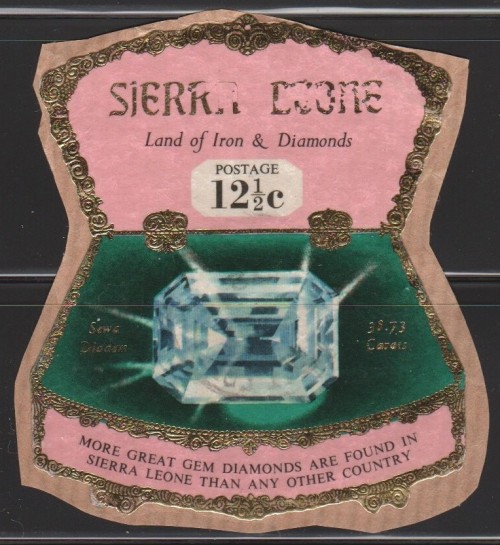 SIERRA LEONE
Land of Iron & Diamonds
POSTAGE
12½c
Sewa
Diadem
38.73
Carats
MORE GREAT GEM DIAMONDS ARE FOUND IN
SIERRA LEONE THAN ANY OTHER COUNTRY